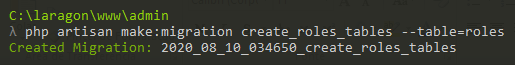 C:\laragon\www\admin
λ php artisan make:migration create_roles_tables --table=roles
Created Migration: 2020_08_10_034650_create_roles_tables